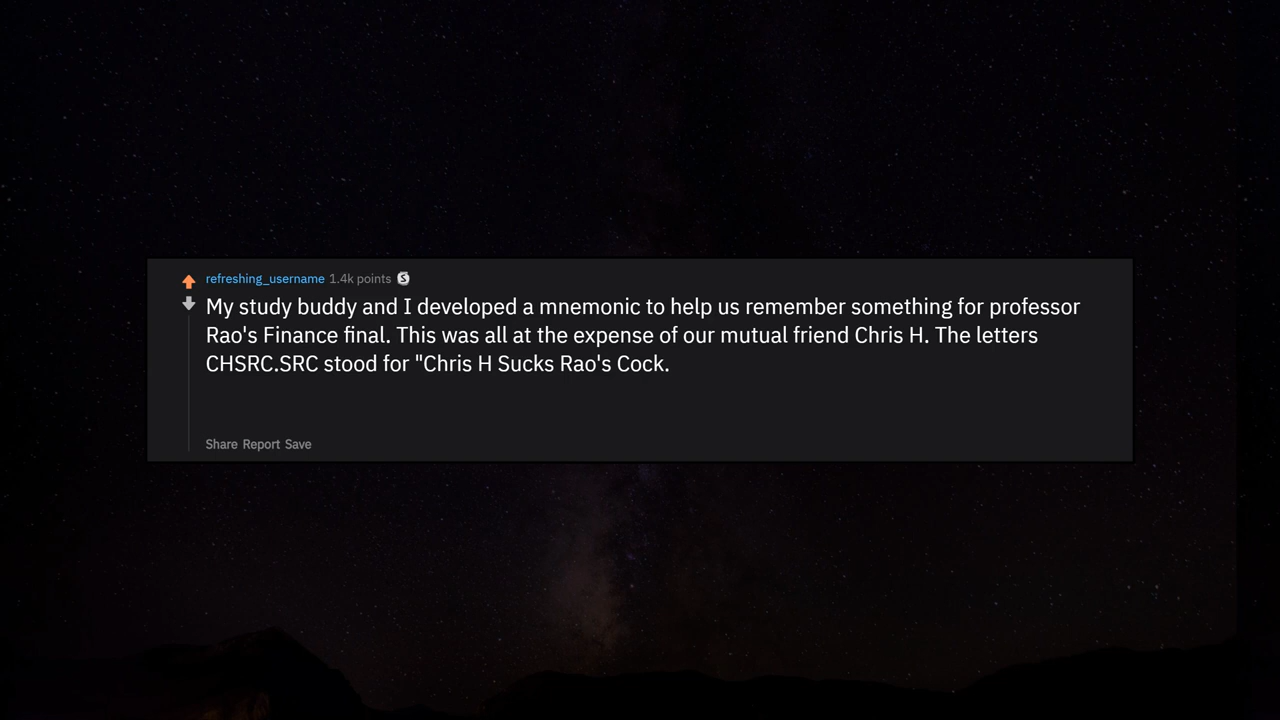 refreshing_username 1.4k points
My study buddy and I developed a mnemonic to help us remember something for professor
Rao's Finance final. This was all at the expense of our mutual friend Chris H. The letters
CHSRC.SRC stood for "Chris H Sucks Rao's Cock.
Share Report Save